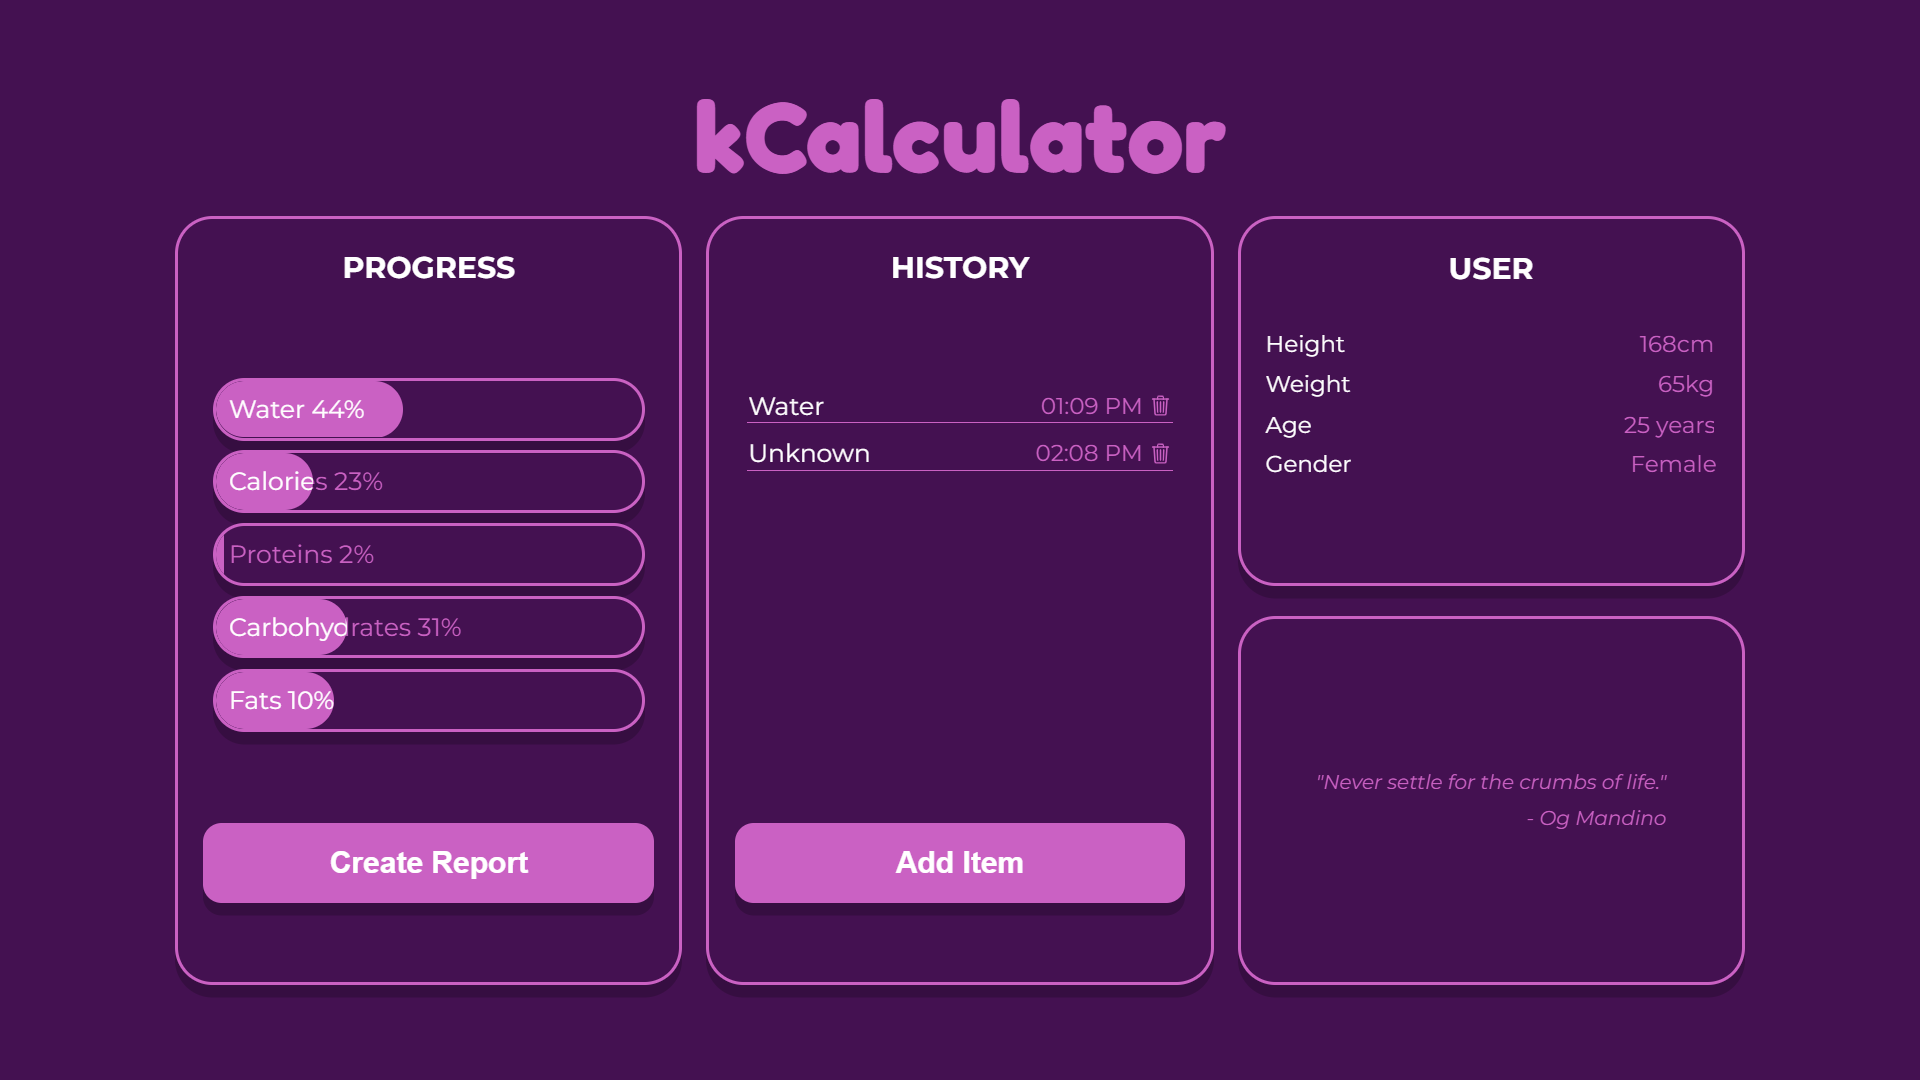 kCalculator
PROGRESS
Water 44%
Calories 23%
Proteins 2%
Carbohydrates 31%
Fats 10%
Create Report
HISTORY
Water 01:09 PM
Unknown 02:08 PM
Add Item
USER
Height 168cm
Weight 65kg
Age 25 years
Gender Female
"Never settle for the crumbs of life."
- Og Mandino